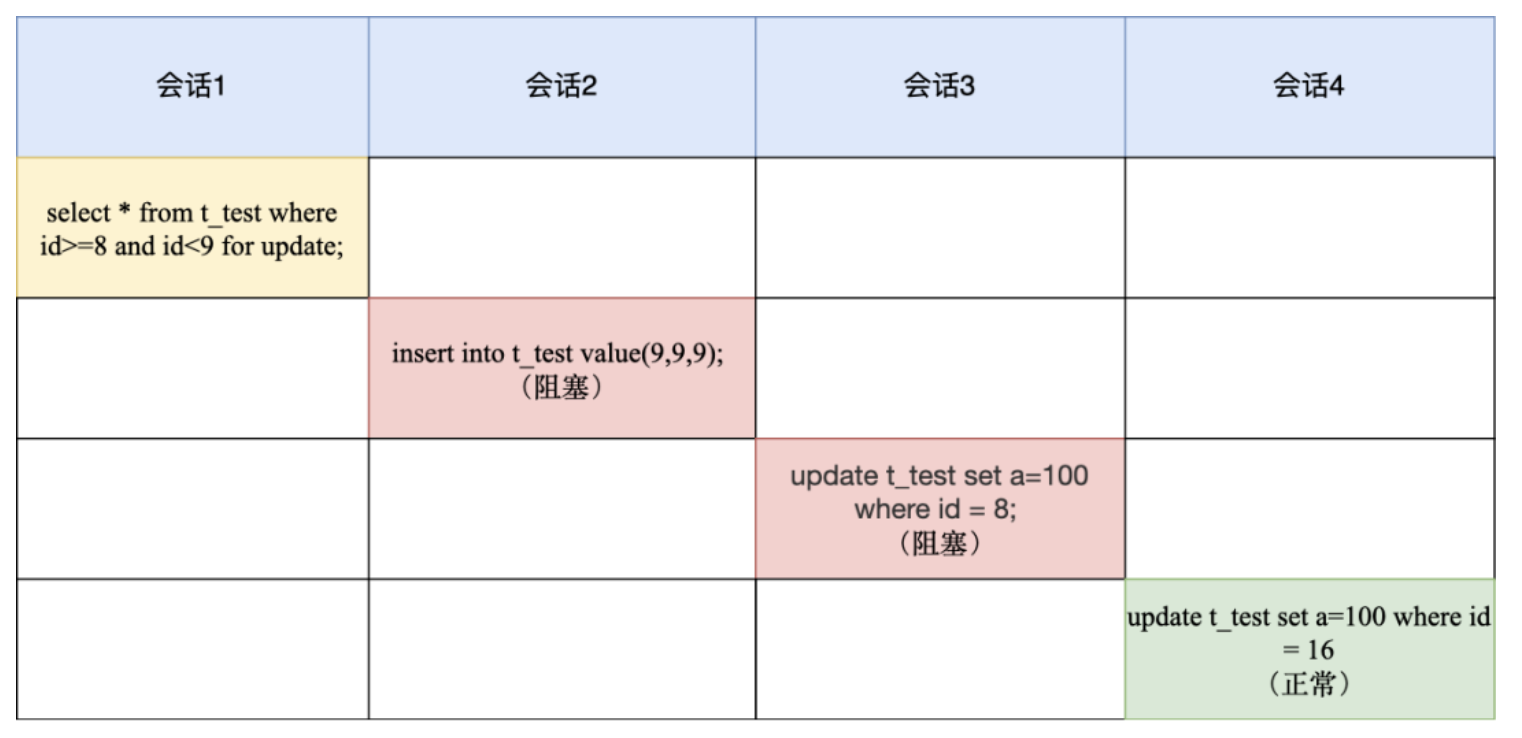 会话1
会话2
会话3
会话4
select * from t_test where
id>=8 and id<9 for update;
insert into t_test value(9,9,9);
（阻塞）
update t_test set a=100
where id = 8;
（阻塞）
update t_test set a=100 where id
= 16
（正常）